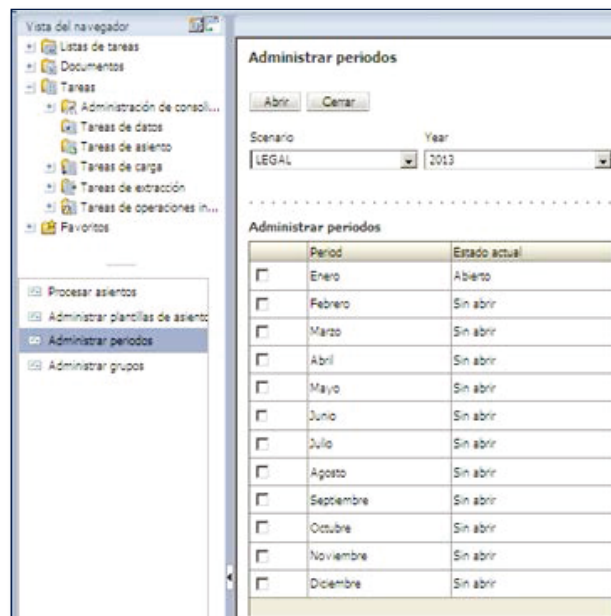 Vista del navegador
Listas de tareas
Documentos
Tareas
Administración de consoli...
Tareas de datos
Tareas de asiento
Tareas de carga
Tareas de extracción
Tareas de operaciones in...
Favoritos
Procesar asientos
Administrar plantillas de asiento
Administrar periodos
Administrar grupos
Administrar periodos
Abrir Cerrar
Scenario Year
LEGAL 2013
Administrar periodos
Period Estado actual
Enero Abierto
Febrero Sin abrir
Marzo Sin abrir
Abril Sin abrir
Mayo Sin abrir
Junio Sin abrir
Julio Sin abrir
Agosto Sin abrir
Septiembre Sin abrir
Octubre Sin abrir
Noviembre Sin abrir
Diciembre Sin abrir